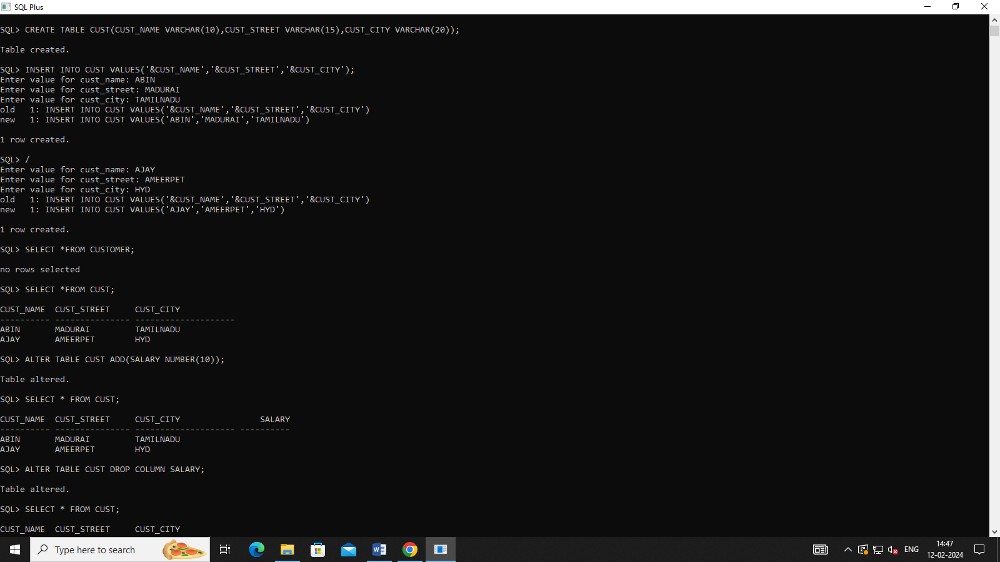 SQL Plus
SQL> CREATE TABLE CUST(CUST_NAME VARCHAR(10),CUST_STREET VARCHAR(15),CUST_CITY VARCHAR(20));
Table created.
SQL> INSERT INTO CUST VALUES('&CUST_NAME','&CUST_STREET','&CUST_CITY');
Enter value for cust_name: ABIN
Enter value for cust_street: MADURAI
Enter value for cust_city: TAMILNADU
old   1: INSERT INTO CUST VALUES('&CUST_NAME','&CUST_STREET','&CUST_CITY')
new   1: INSERT INTO CUST VALUES('ABIN','MADURAI','TAMILNADU')
1 row created.
SQL> /
Enter value for cust_name: AJAY
Enter value for cust_street: AMEERPET
Enter value for cust_city: HYD
old   1: INSERT INTO CUST VALUES('&CUST_NAME','&CUST_STREET','&CUST_CITY')
new   1: INSERT INTO CUST VALUES('AJAY','AMEERPET','HYD')
1 row created.
SQL> SELECT *FROM CUSTOMER;
no rows selected
SQL> SELECT *FROM CUST;
CUST_NAME  CUST_STREET     CUST_CITY
---------- --------------- --------------------
ABIN       MADURAI         TAMILNADU
AJAY       AMEERPET        HYD
SQL> ALTER TABLE CUST ADD(SALARY NUMBER(10));
Table altered.
SQL> SELECT * FROM CUST;
CUST_NAME  CUST_STREET     CUST_CITY                SALARY
---------- --------------- -------------------- ----------
ABIN       MADURAI         TAMILNADU
AJAY       AMEERPET        HYD
SQL> ALTER TABLE CUST DROP COLUMN SALARY;
Table altered.
SQL> SELECT * FROM CUST;
CUST_NAME  CUST_STREET     CUST_CITY
Type here to search
ENG
14:47
12-02-2024